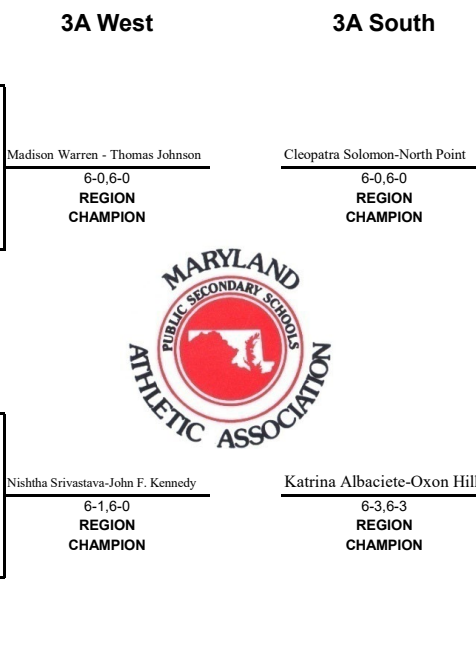 3A West
3A South
Madison Warren - Thomas Johnson
Cleopatra Solomon-North Point
6-0,6-0
REGION
CHAMPION
6-0,6-0
REGION
CHAMPION
MARYLAND
PUBLIC SECONDARY SCHOOLS
ATHLETIC ASSOCIATION
Nishtha Srivastava-John F. Kennedy
Katrina Albaciete-Oxon Hill
6-1,6-0
REGION
CHAMPION
6-3,6-3
REGION
CHAMPION